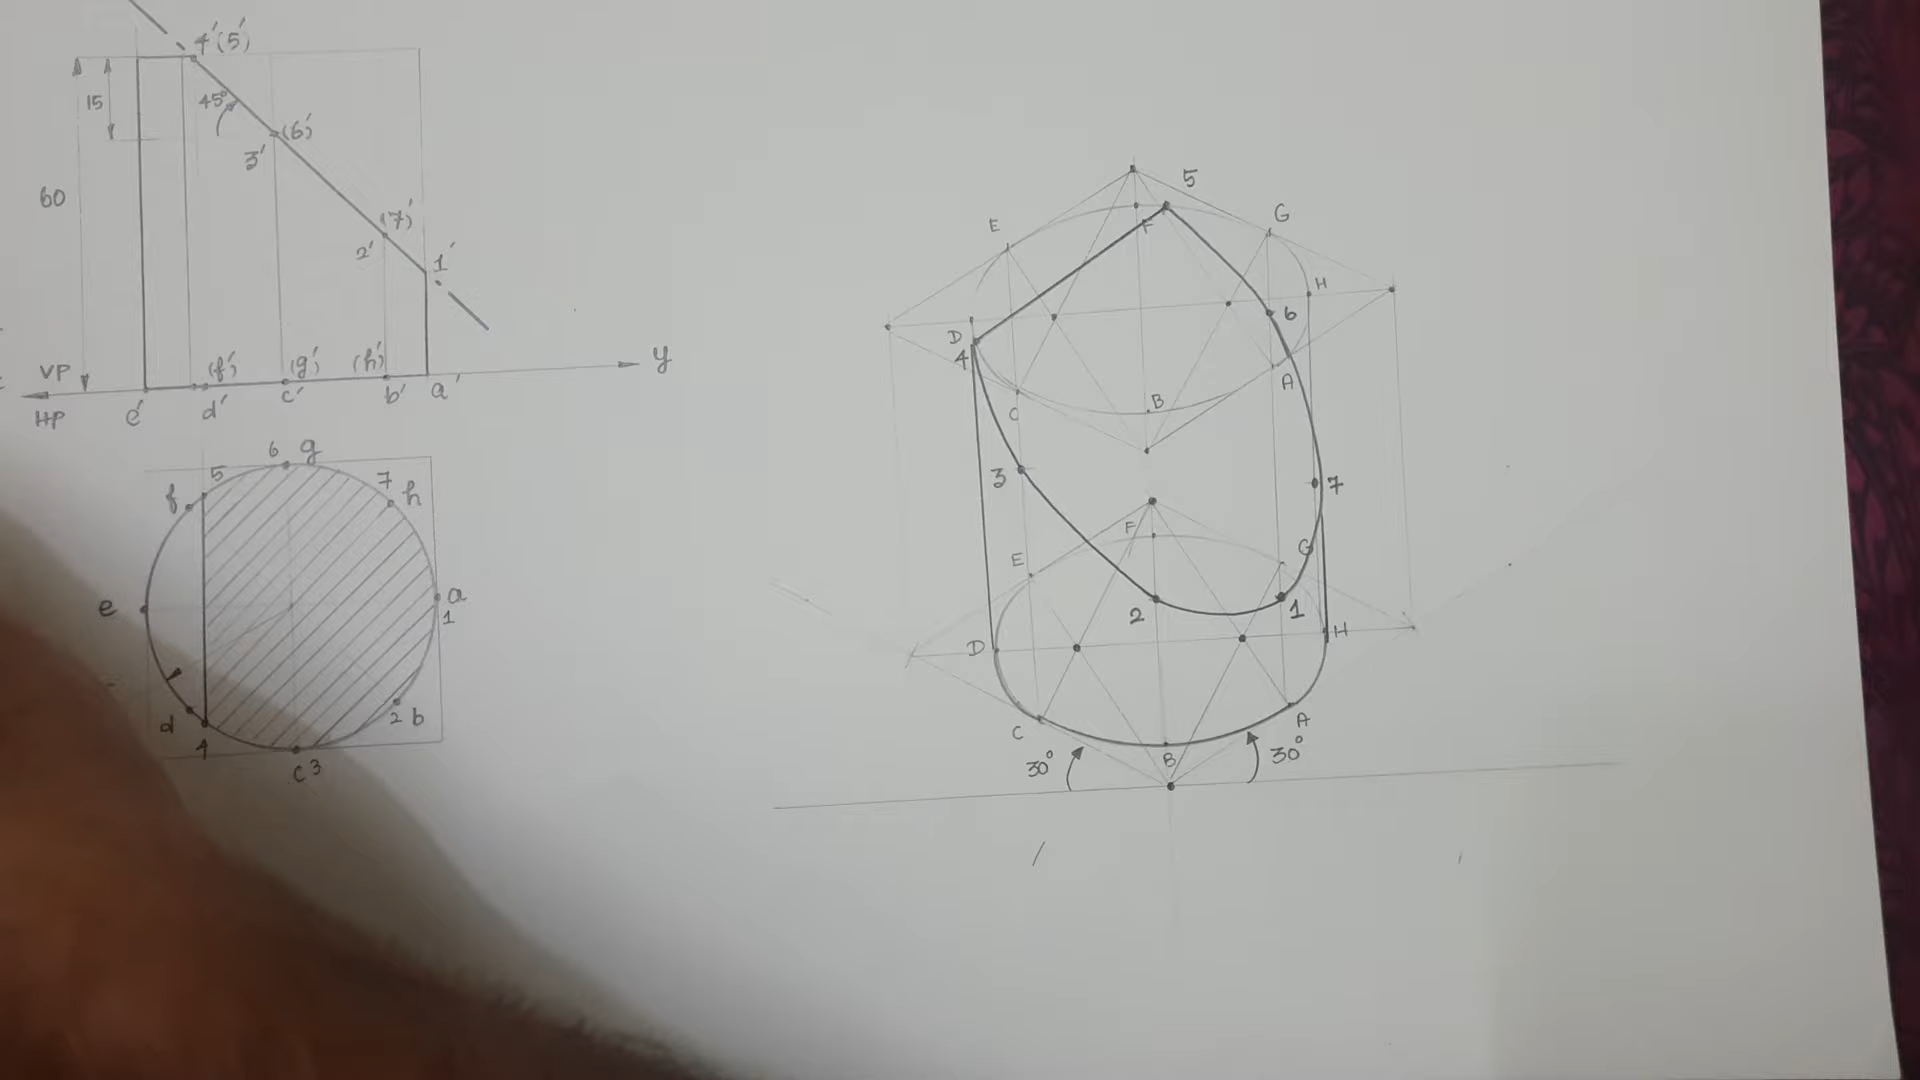 4'(5')
15
45°
(6')
3'
60
(7)'
2'
1'
VP
HP
y
(f')
(g')
(h')
e'
d'
c'
b'
a'
6 g
5
7
f
h
e
a
1
d
2 b
4
c 3
5
E
F
G
H
D
4
6
A
C
B
3
7
F
E
G
2
1
D
H
C
B
A
30°
30°